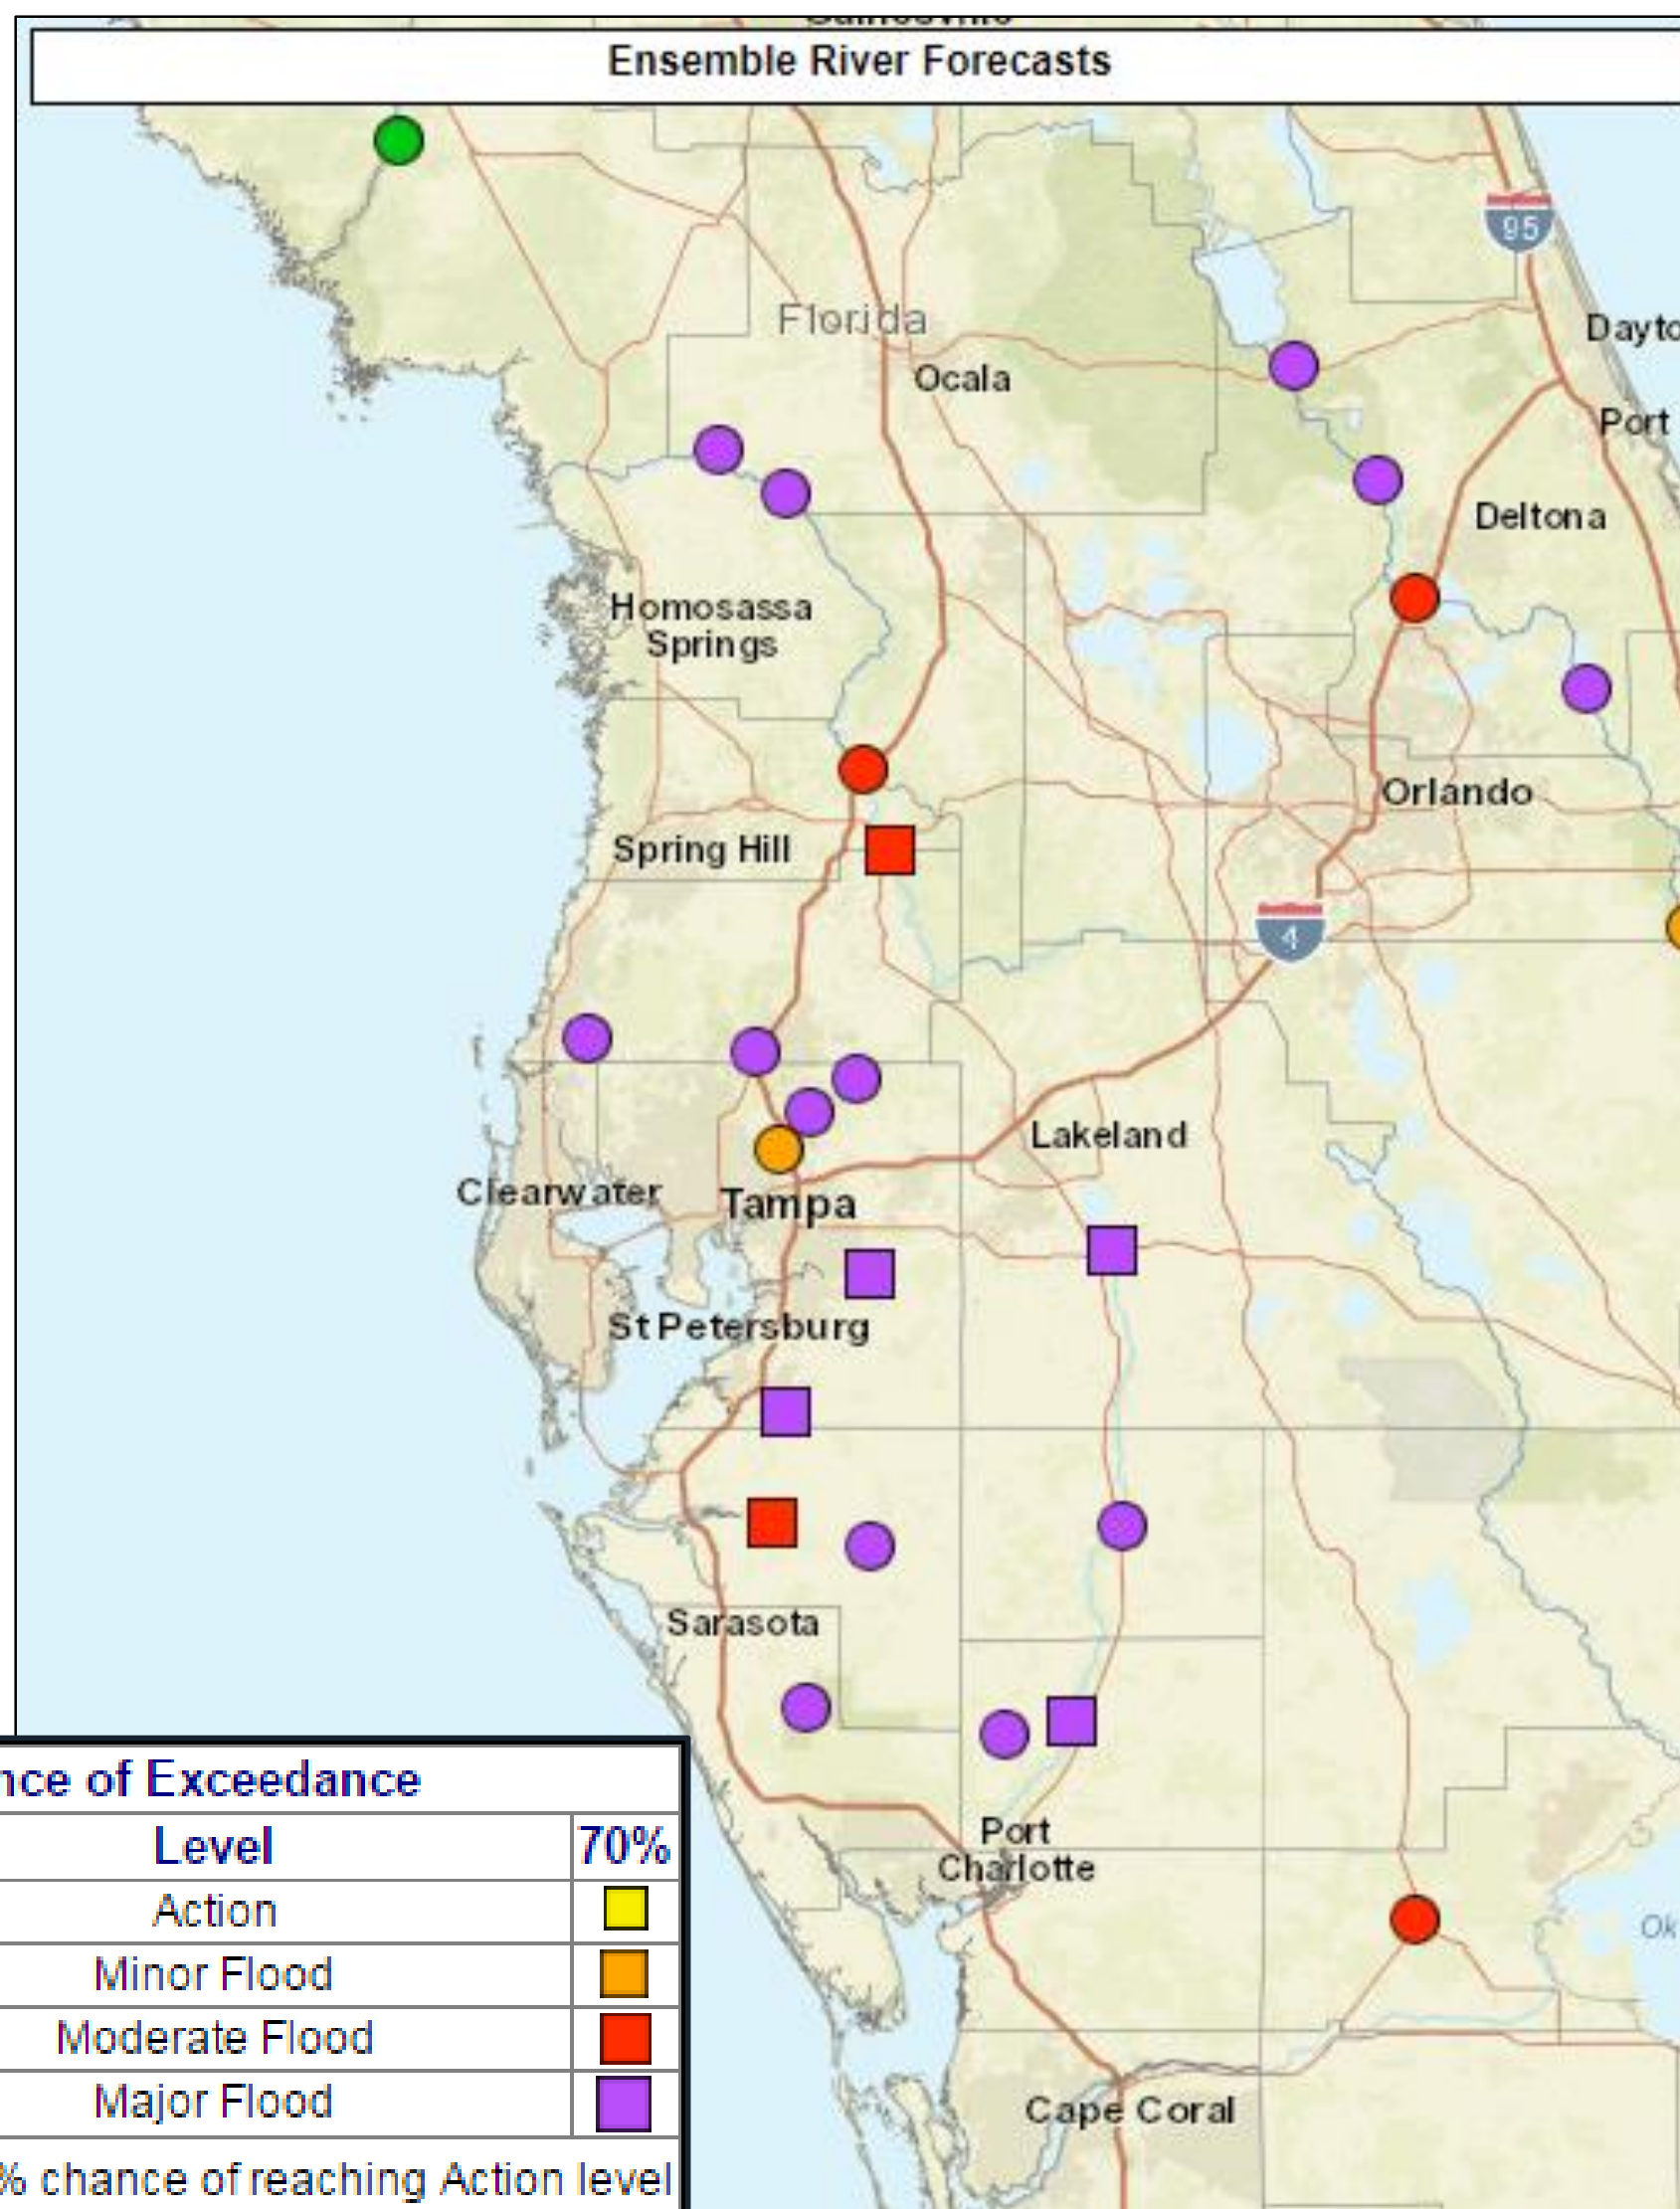 Ensemble River Forecasts
95
Florida
Ocala
Port
Deltona
Homosassa
Springs
Orlando
Spring Hill
4
Lakeland
Clearwater
Tampa
St Petersburg
Sarasota
Port
Charlotte
Cape Coral
of Exceedance
Level 70%
Action
Minor Flood
Moderate Flood
Major Flood
% chance of reaching Action level